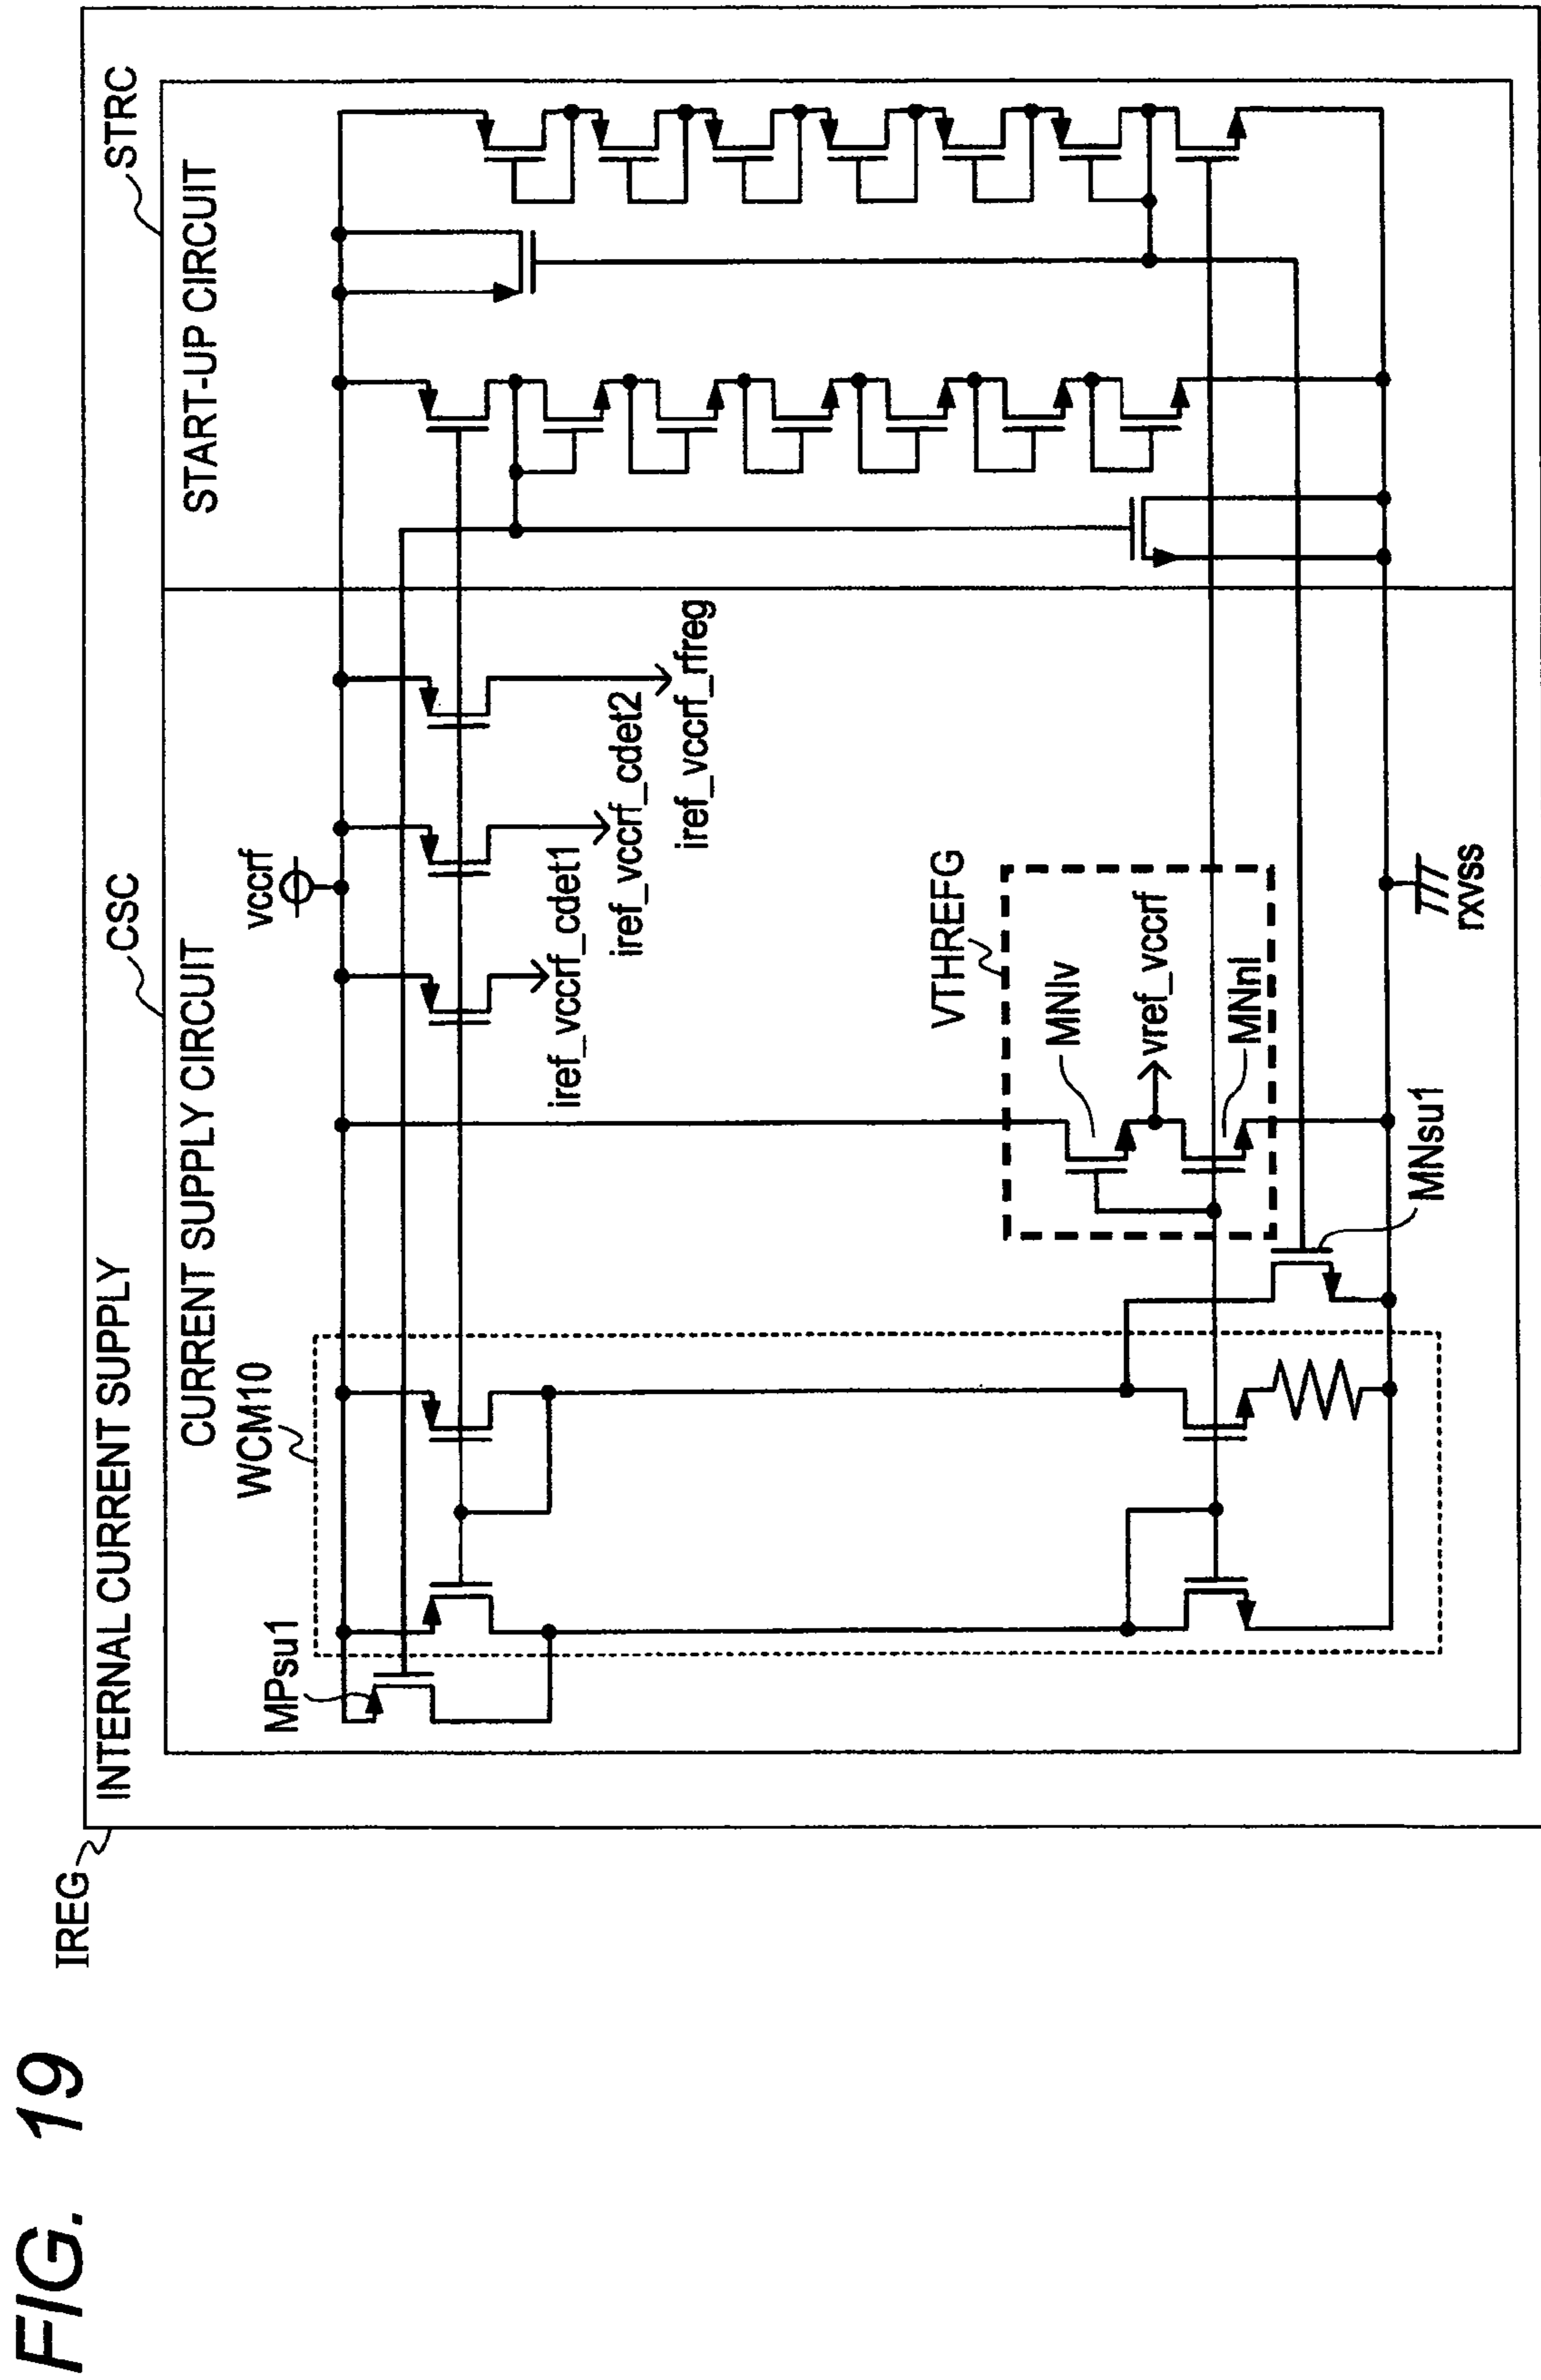 FIG. 19
IREG
INTERNAL CURRENT SUPPLY
CSC
STRC
CURRENT SUPPLY CIRCUIT
START-UP CIRCUIT
WCM10
vccrf
MPsu1
iref_vccrf_cdet1
iref_vccrf_cdet2
iref_vccrf_rfreg
VTHREFG
MNlv
vref_vccrf
MNnl
MNsu1
rxvss